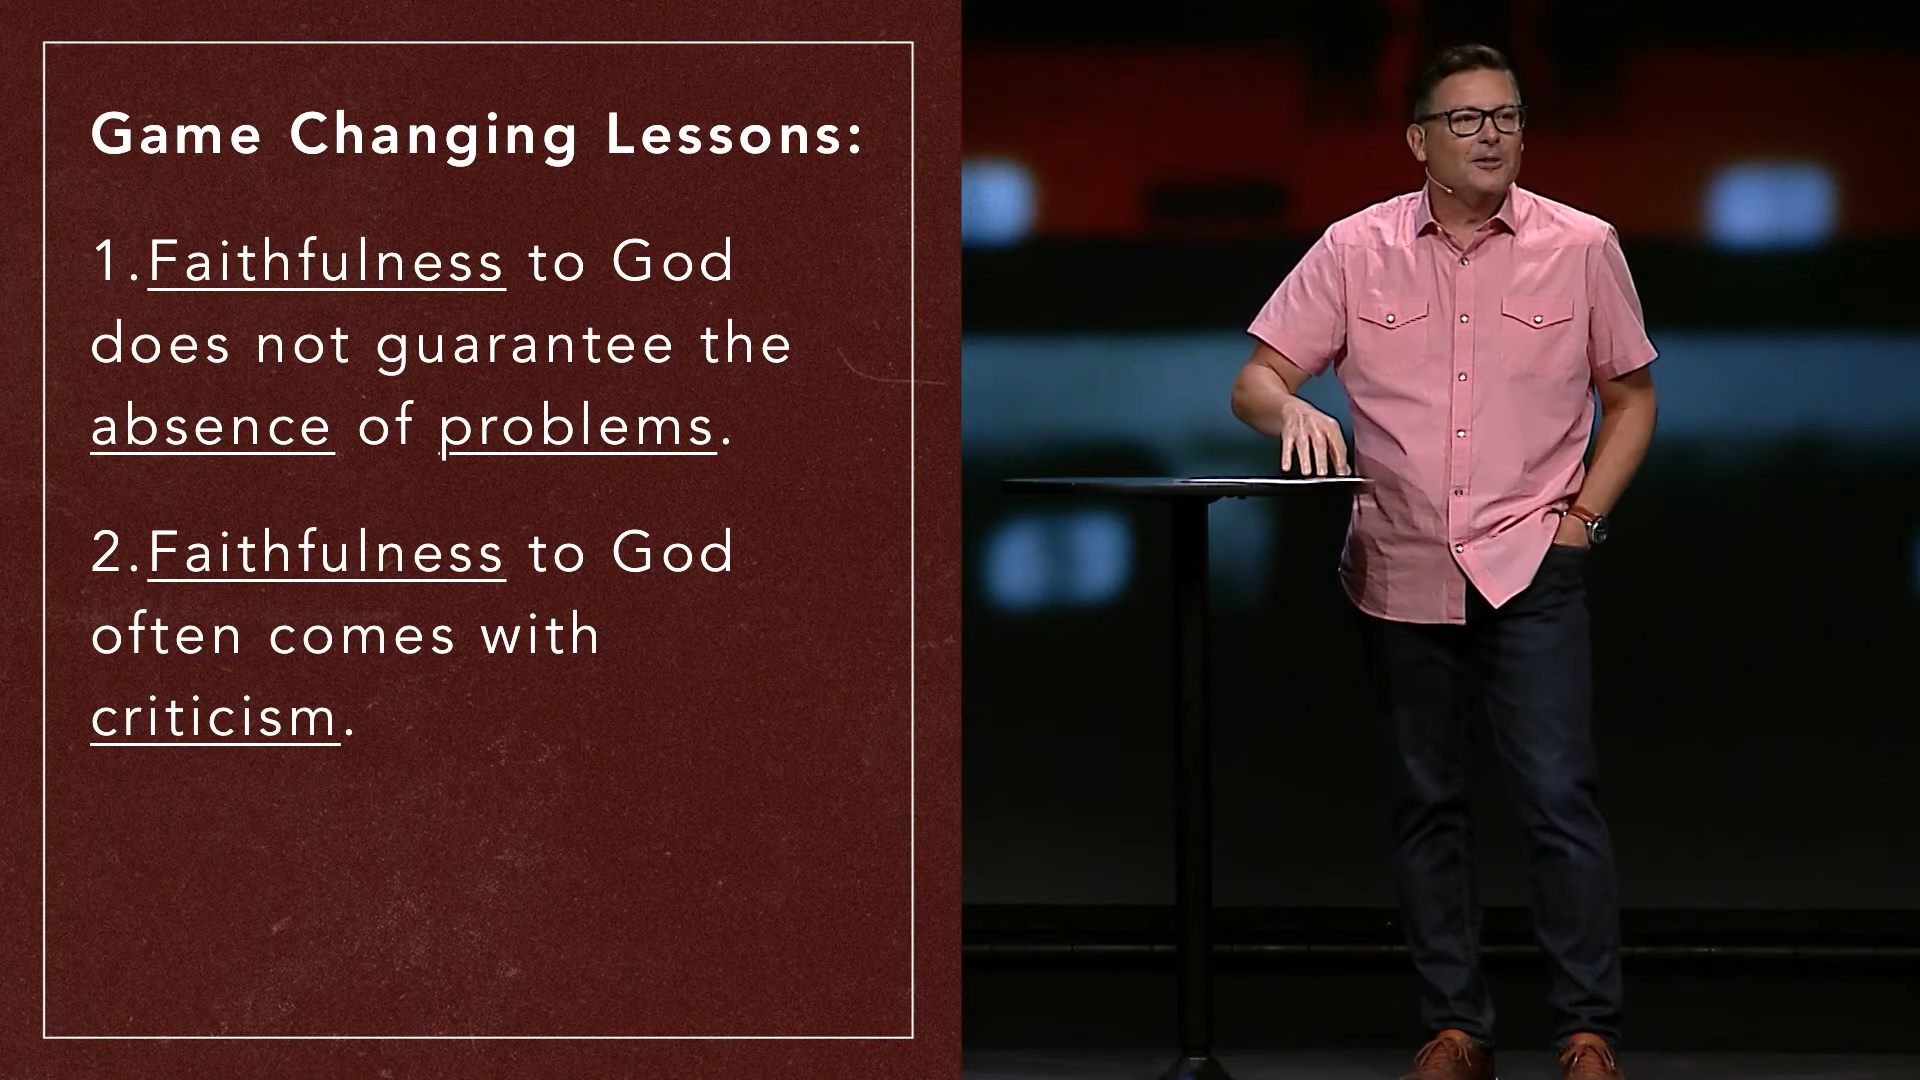 Game Changing Lessons:
1.Faithfulness to God
does not guarantee the
absence of problems.
2.Faithfulness to God
often comes with
criticism.